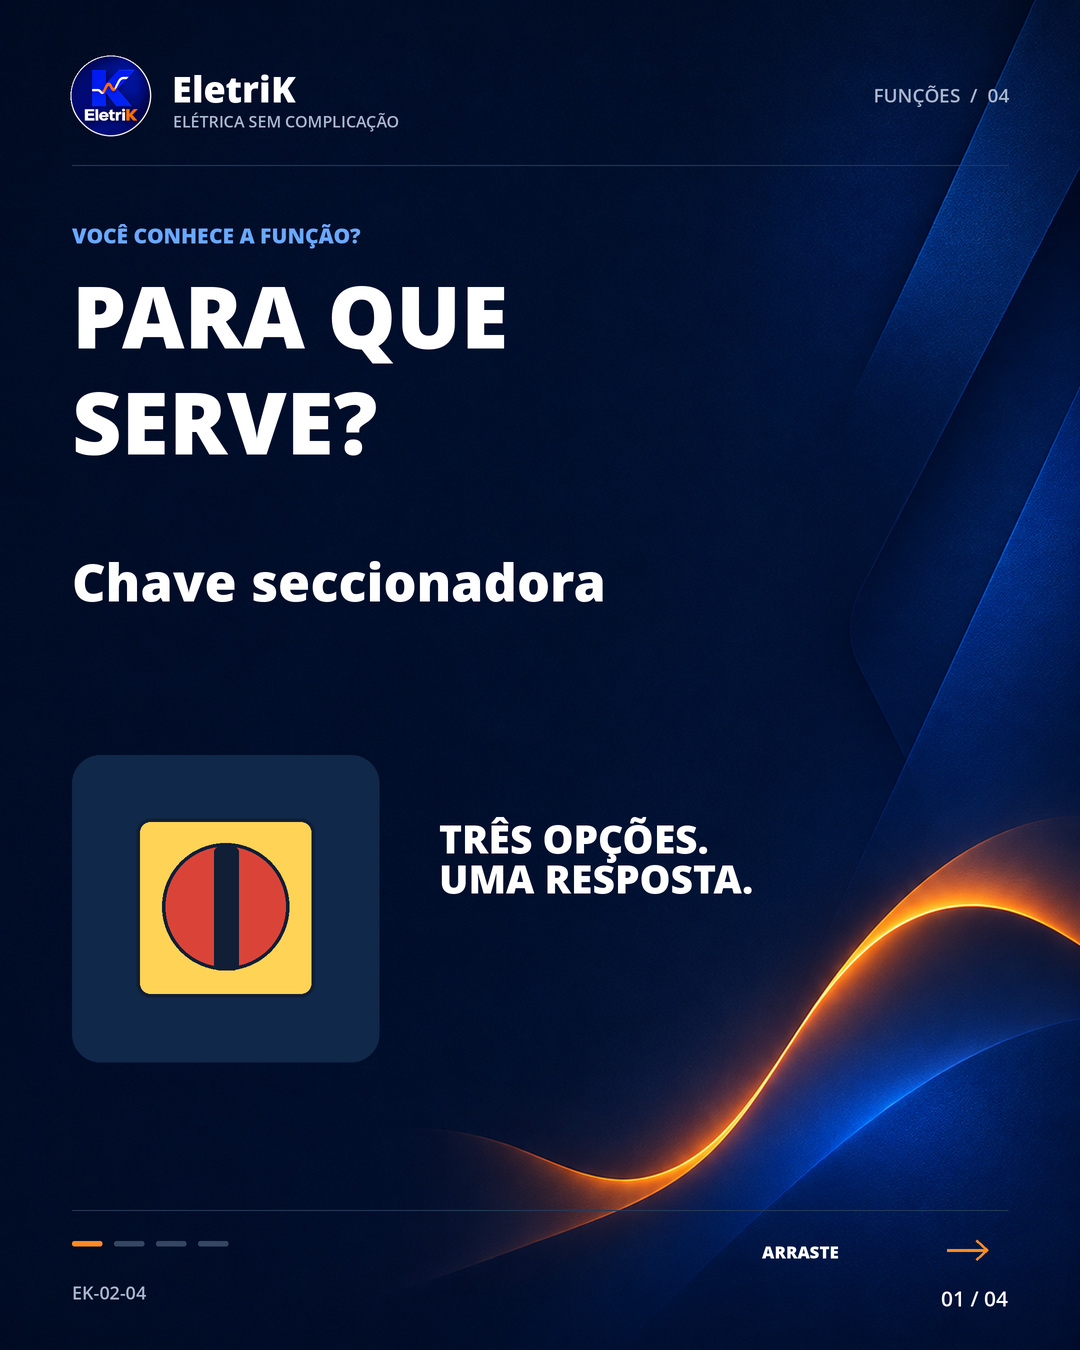 EletriK
EletriK
ELÉTRICA SEM COMPLICAÇÃO
FUNÇÕES / 04
VOCÊ CONHECE A FUNÇÃO?
PARA QUE
SERVE?
Chave seccionadora
TRÊS OPÇÕES.
UMA RESPOSTA.
ARRASTE
EK-02-04
01 / 04